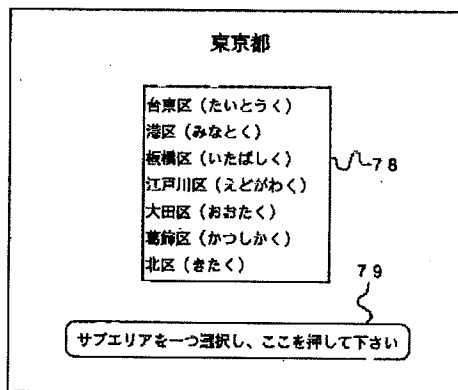 東京都
台東区（たいとうく）
港区（みなとく）
板橋区（いたばしく）
江戸川区（えどがわく）
大田区（おおたく）
葛飾区（かつしかく）
北区（きたく）
78
79
サブエリアを一つ選択し、ここを押して下さい